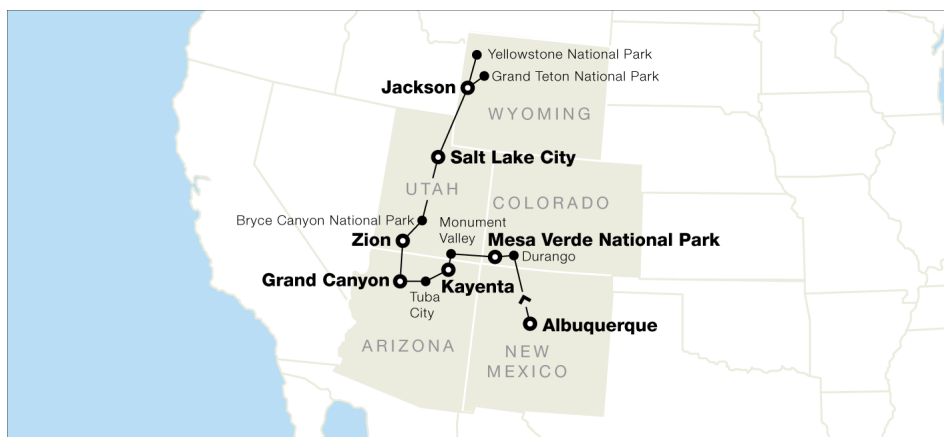 Yellowstone National Park
Grand Teton National Park
Jackson
WYOMING
Salt Lake City
UTAH
COLORADO
Bryce Canyon National Park
Monument
Valley
Zion
Mesa Verde National Park
Durango
Grand Canyon
Kayenta
Tuba
City
Albuquerque
ARIZONA
NEW
MEXICO